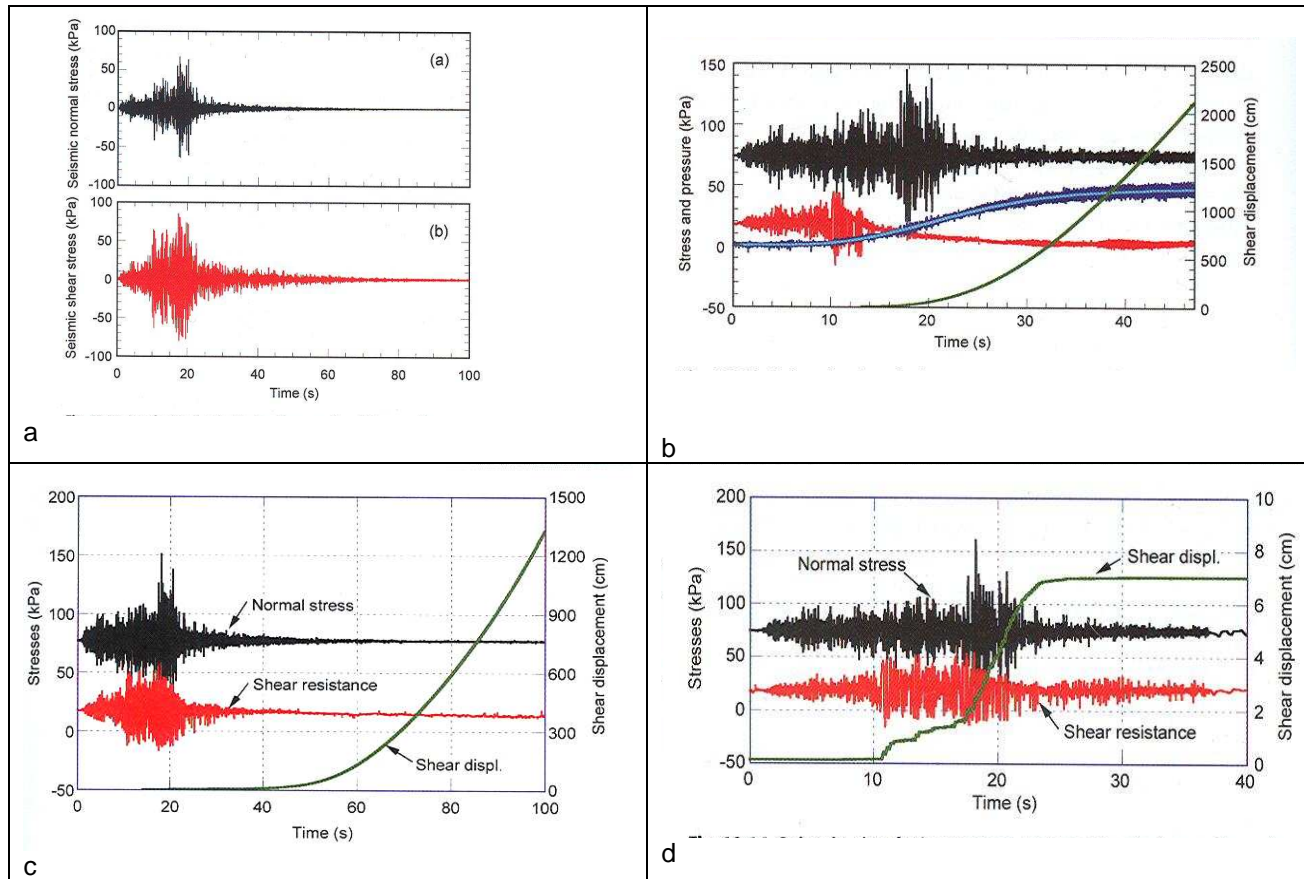 Seismic normal stress (kPa)
100
50
0
-50
-100
(a)
Seismic shear stress (kPa)
100
50
0
-50
-100
(b)
0 20 40 60 80 100
Time (s)
a
Stress and pressure (kPa)
150
100
50
0
-50
2500
2000
1500
1000
500
0
Shear displacement (cm)
0 10 20 30 40
Time (s)
b
Stresses (kPa)
200
150
100
50
0
-50
Normal stress
Shear resistance
Shear displ.
1500
1200
900
600
300
0
Shear displacement (cm)
0 20 40 60 80 100
Time (s)
c
Stresses (kPa)
200
150
100
50
0
-50
Normal stress
Shear displ.
Shear resistance
10
8
6
4
2
0
Shear displacement (cm)
0 10 20 30 40
Time (s)
d